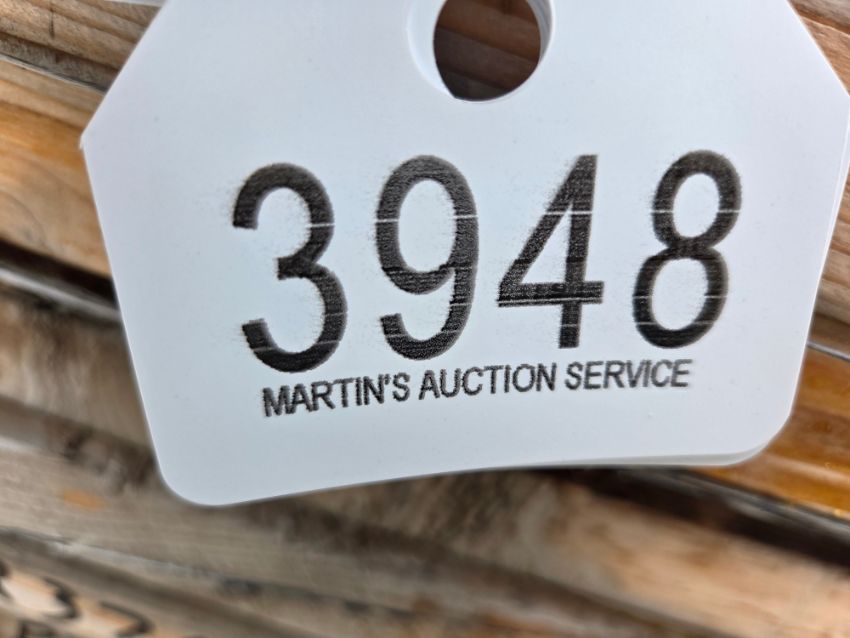 3948
MARTIN'S AUCTION SERVICE